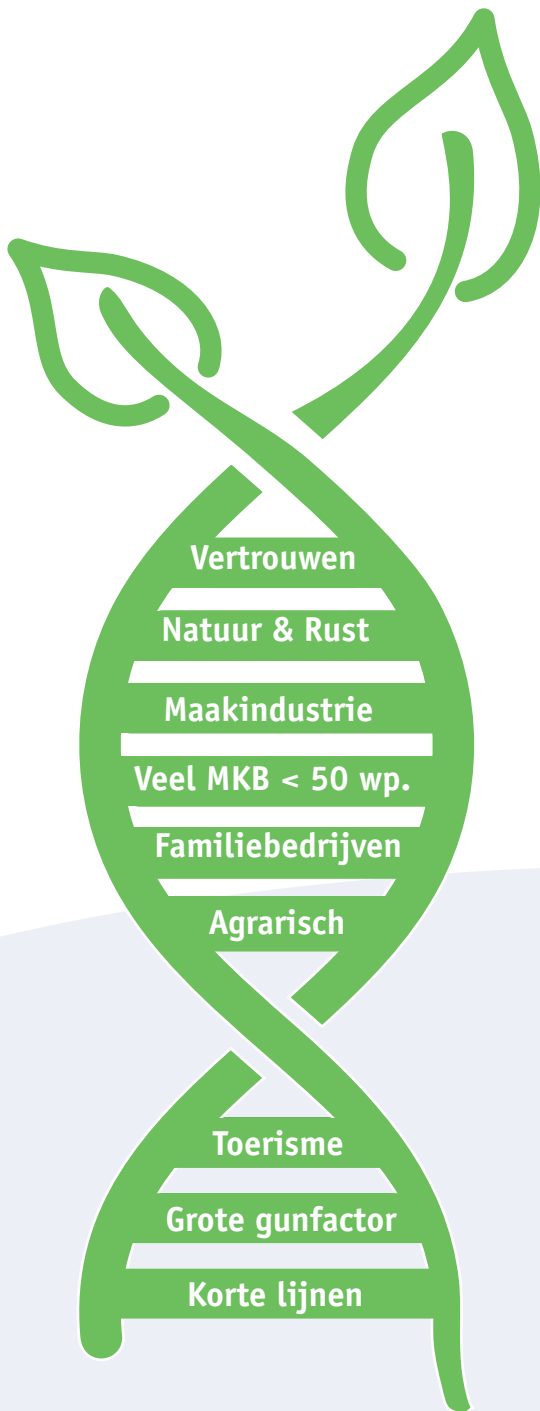 Vertrouwen
Natuur & Rust
Maakindustrie
Veel MKB < 50 wp.
Familiebedrijven
Agrarisch
Toerisme
Grote gunfactor
Korte lijnen